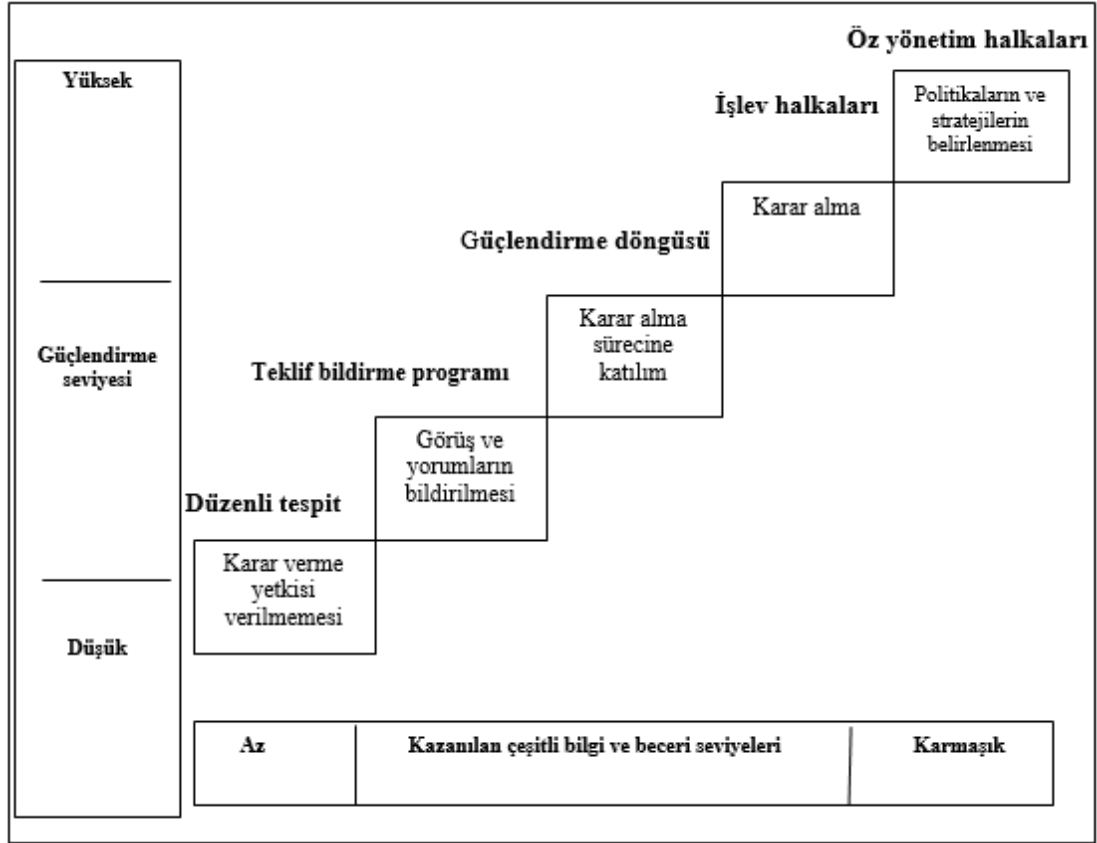 Öz yönetim halkaları
Yüksek
İşlev halkaları
Politikaların ve
stratejilerin
belirlenmesi
Karar alma
Güçlendirme döngüsü
Karar alma
sürecine
katılım
Güçlendirme
seviyesi
Teklif bildirme programı
Görüş ve
yorumların
bildirilmesi
Düzenli tespit
Karar verme
yetkisi
verilmemesi
Düşük
Az
Kazanılan çeşitli bilgi ve beceri seviyeleri
Karmaşık